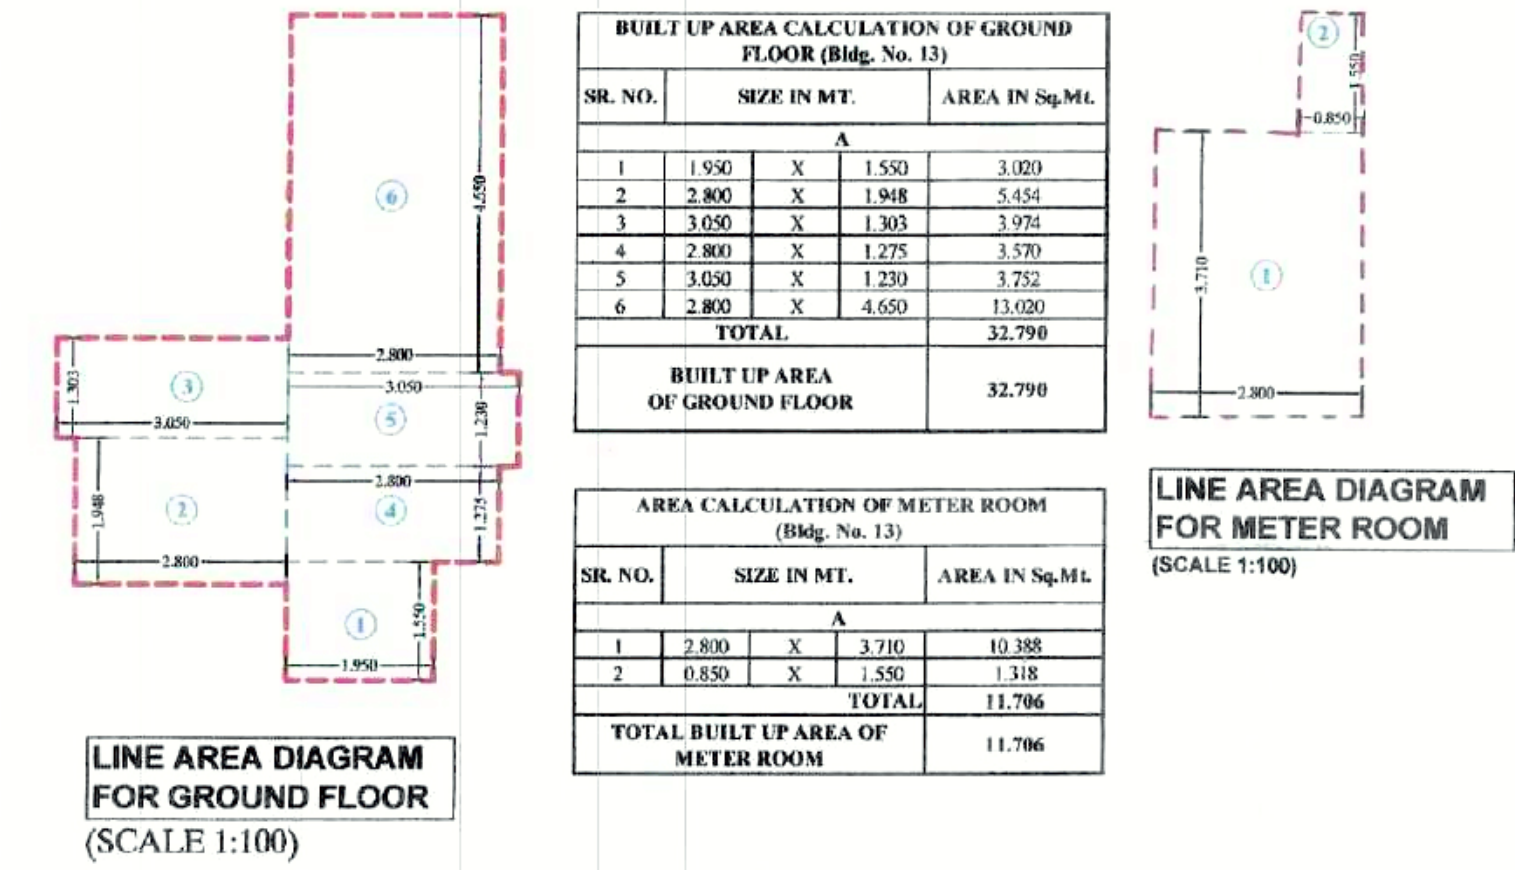 6
4.550
2.800
3.050
3
1.303
3.050
5
1.230
2.800
2
1.948
4
1.275
2.800
1
1.550
1.950
LINE AREA DIAGRAM
FOR GROUND FLOOR
(SCALE 1:100)
BUILT UP AREA CALCULATION OF GROUND
FLOOR (Bldg. No. 13)
SR. NO. SIZE IN MT. AREA IN Sq.Mt.
A
1 1.950 X 1.550 3.020
2 2.800 X 1.948 5.454
3 3.050 X 1.303 3.974
4 2.800 X 1.275 3.570
5 3.050 X 1.230 3.752
6 2.800 X 4.650 13.020
TOTAL 32.790
BUILT UP AREA
OF GROUND FLOOR 32.790
AREA CALCULATION OF METER ROOM
(Bldg. No. 13)
SR. NO. SIZE IN MT. AREA IN Sq.Mt.
A
1 2.800 X 3.710 10.388
2 0.850 X 1.550 1.318
TOTAL 11.706
TOTAL BUILT UP AREA OF
METER ROOM 11.706
2
0.850
3.710
1
2.800
LINE AREA DIAGRAM
FOR METER ROOM
(SCALE 1:100)